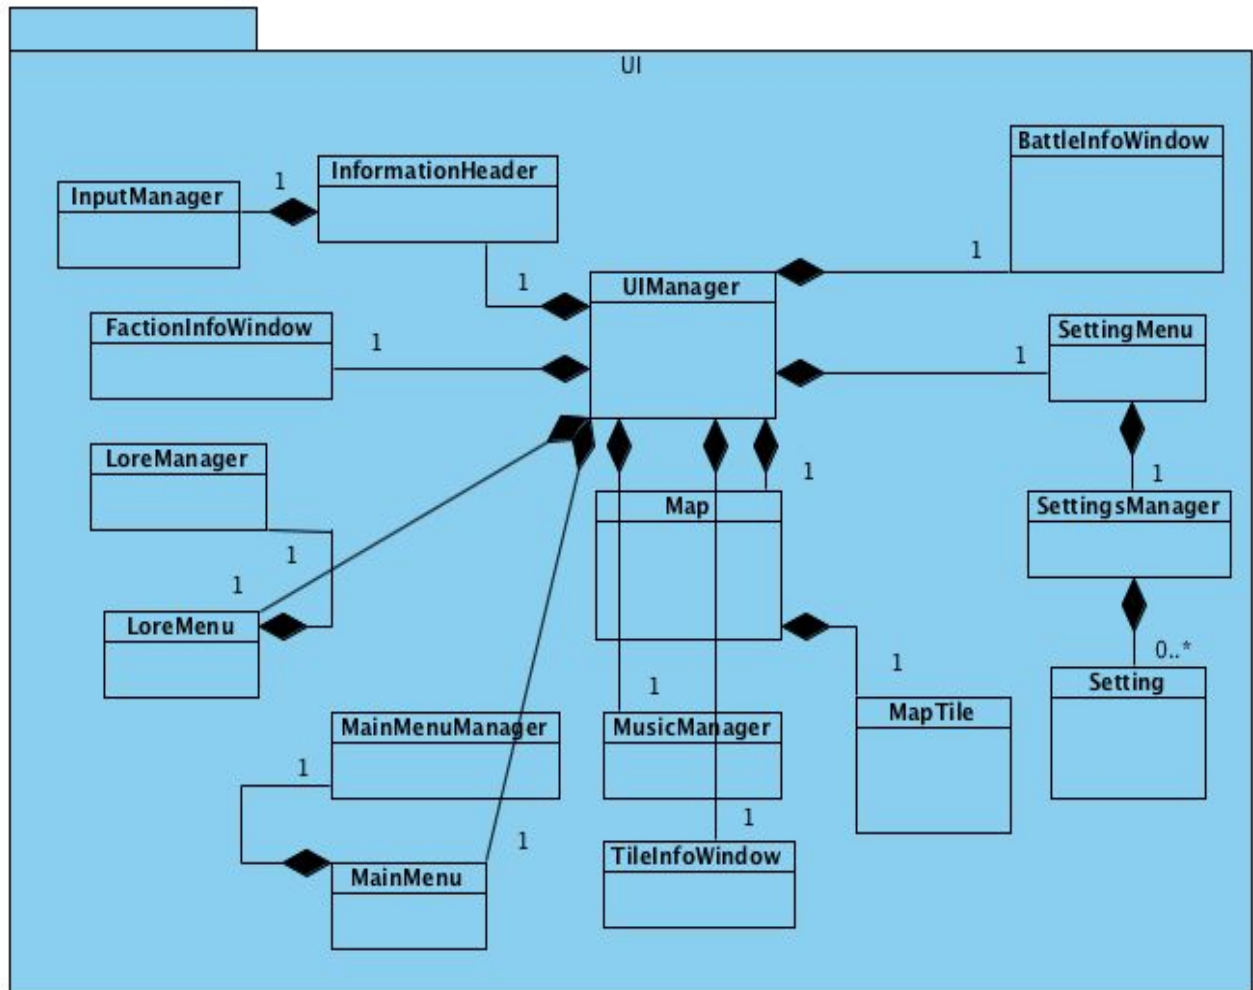 UI
BattleInfoWindow
InformationHeader
1
InputManager
1
1
UIManager
FactionInfoWindow
1
SettingMenu
1
LoreManager
1
Map
1
SettingsManager
1
1
LoreMenu
0..*
1
Setting
1
MainMenuManager
MusicManager
MapTile
1
1
1
TileInfoWindow
MainMenu